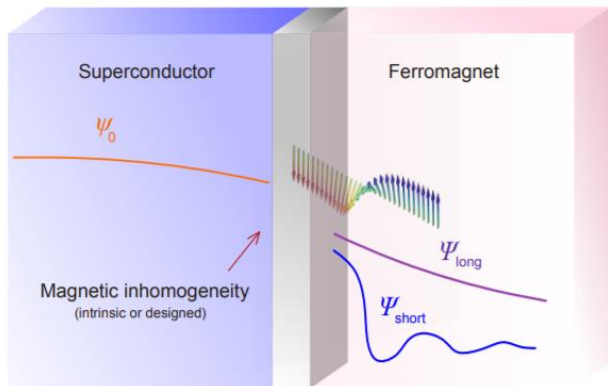 Superconductor
Ferromagnet
ψ₀
Ψlong
Magnetic inhomogeneity
(intrinsic or designed)
Ψshort